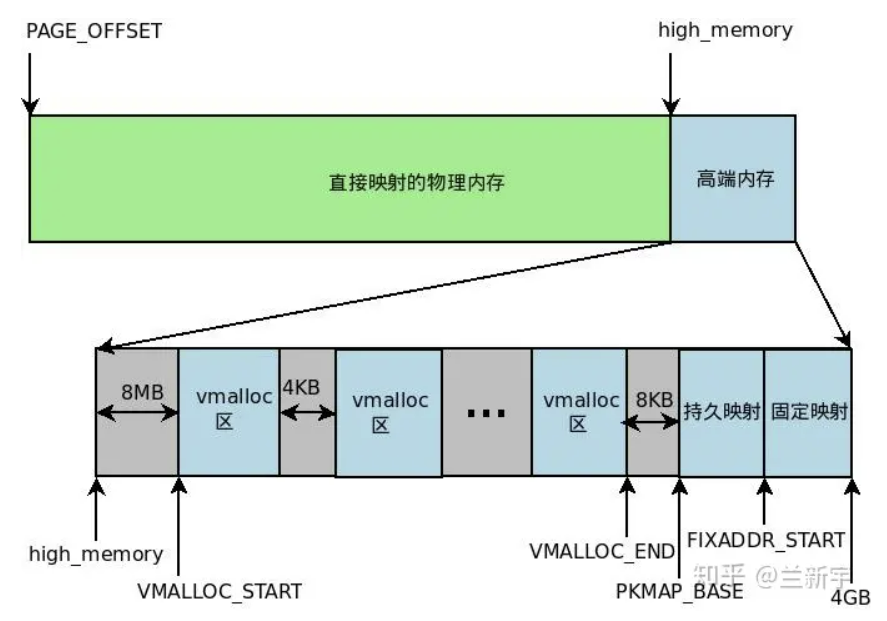 PAGE_OFFSET
high_memory
直接映射的物理内存
高端内存
8MB
vmalloc
区
4KB
vmalloc
区
...
vmalloc
区
8KB
持久映射
固定映射
high_memory
VMALLOC_START
VMALLOC_END
PKMAP_BASE
FIXADDR_START
4GB
知乎 @兰新宇